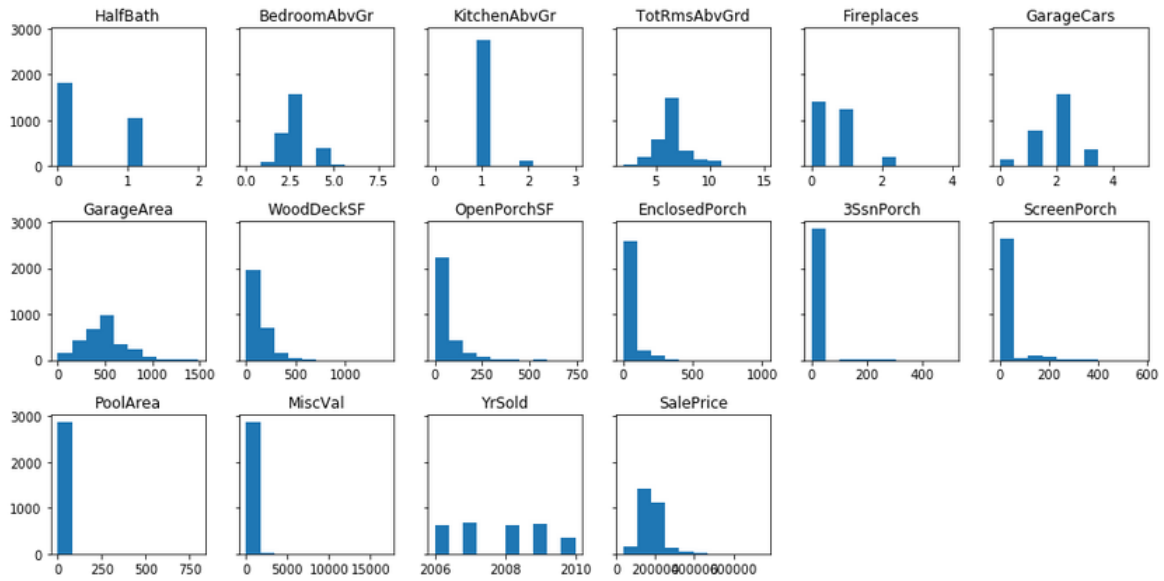 HalfBath BedroomAbvGr KitchenAbvGr TotRmsAbvGrd Fireplaces GarageCars
3000
2000
1000
0
0 1 2 0.0 2.5 5.0 7.5 0 1 2 3 5 10 15 0 2 4 0 2 4
GarageArea WoodDeckSF OpenPorchSF EnclosedPorch 3SsnPorch ScreenPorch
3000
2000
1000
0
0 500 1000 1500 0 500 1000 0 250 500 750 0 500 1000 0 200 400 0 200 400 600
PoolArea MiscVal YrSold SalePrice
3000
2000
1000
0
0 250 500 750 0 5000 10000 15000 2006 2008 2010 0 200000 400000 600000